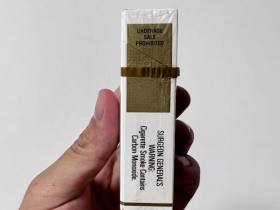 UNDERAGE
SALE
PROHIBITED
SURGEON GENERAL'S
WARNING:
Cigarette Smoke Contains
Carbon Monoxide.